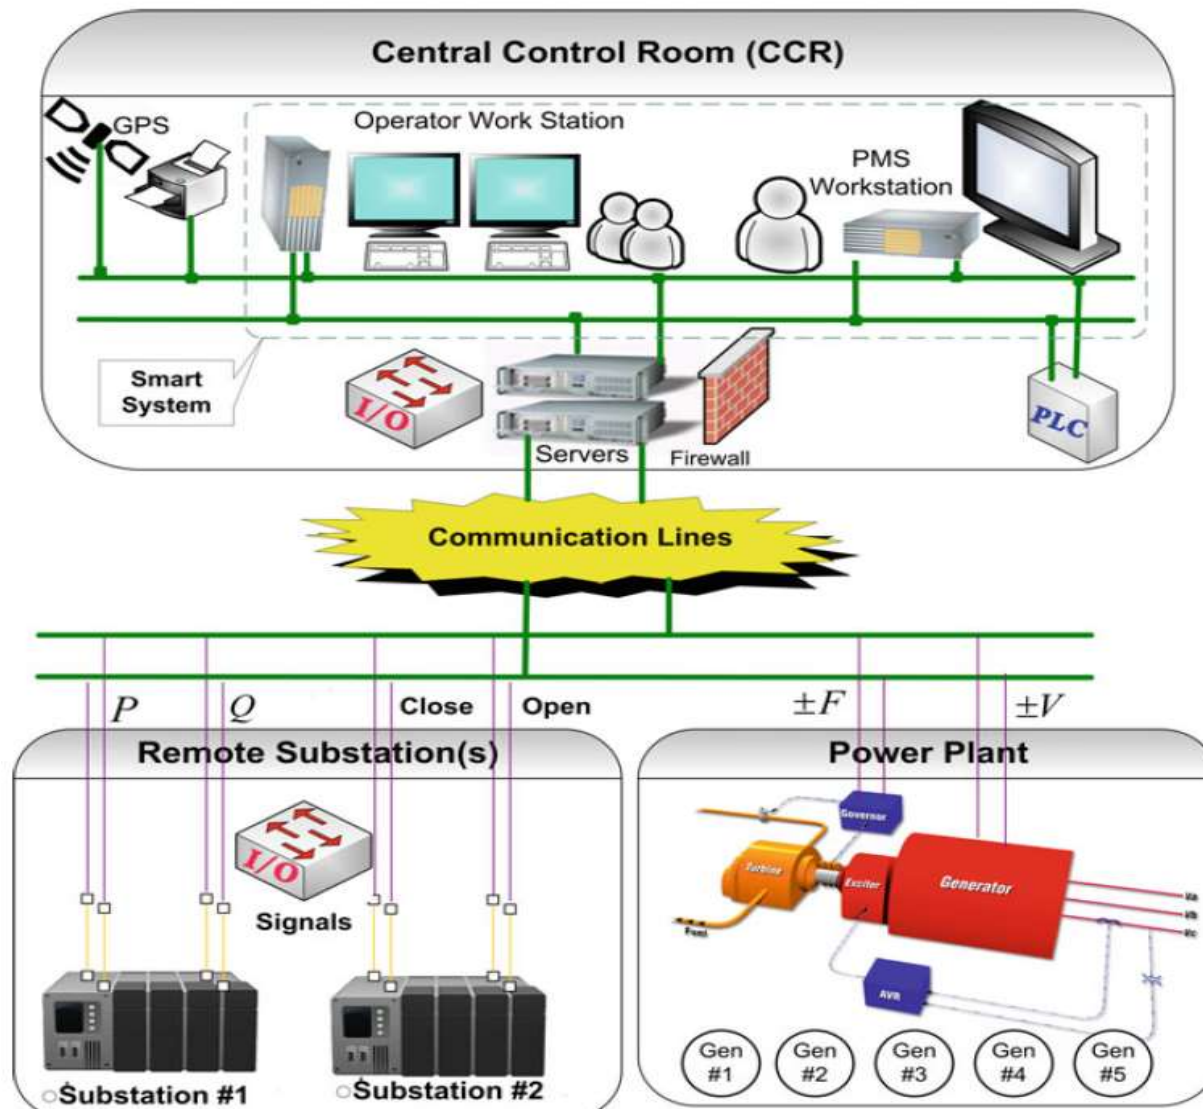 Central Control Room (CCR)
GPS
Operator Work Station
PMS
Workstation
Smart
System
I/O
Servers
Firewall
PLC
Communication Lines
P
Q
Close
Open
±F
±V
Remote Substation(s)
Power Plant
I/O
Signals
Governor
Turbine
Exciter
Generator
Fuel
AVR
Substation #1
Substation #2
Gen
#1
Gen
#2
Gen
#3
Gen
#4
Gen
#5